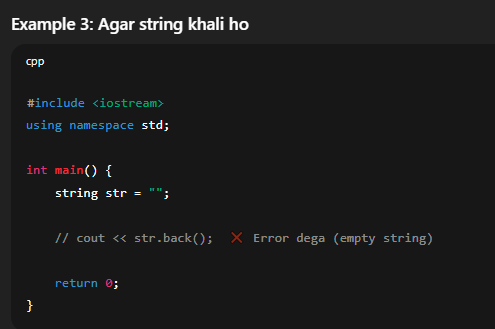 Example 3: Agar string khali ho
cpp
#include <iostream>
using namespace std;
int main() {
    string str = "";
    // cout << str.back();  ❌ Error dega (empty string)
    return 0;
}